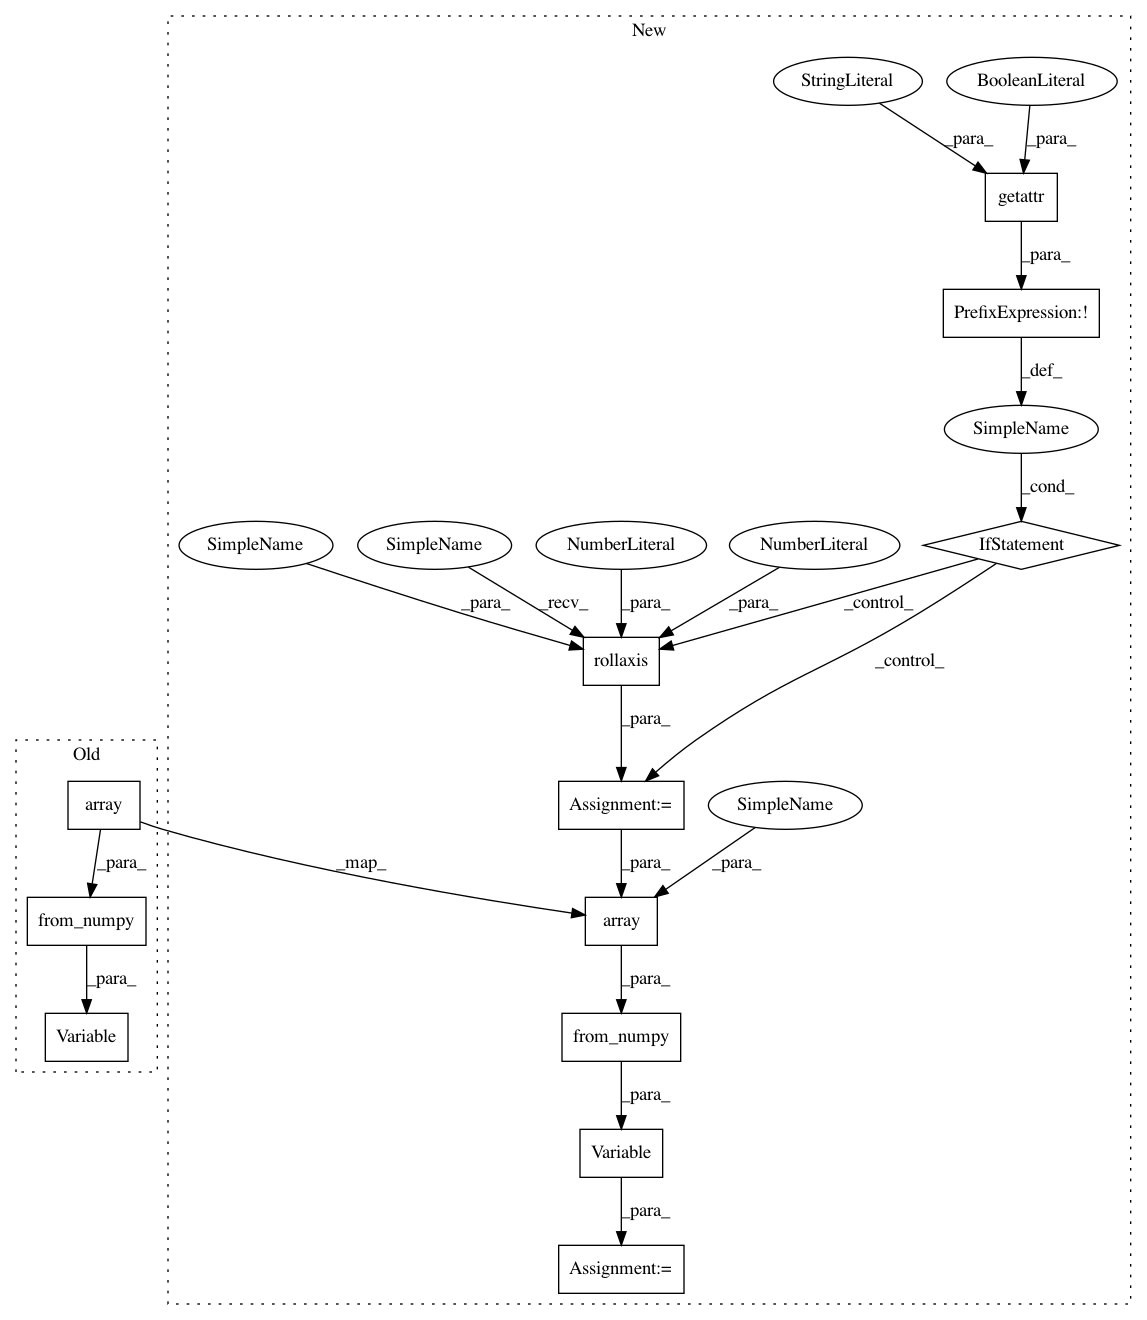 New
StringLiteral
BooleanLiteral
_para_
_para_
getattr
_para_
PrefixExpression:!
_def_
SimpleName
_cond_
SimpleName
SimpleName
NumberLiteral
NumberLiteral
IfStatement
_para_
_recv_
_para_
_para_
_control_
rollaxis
_control_
_para_
Old
array
Assignment:=
SimpleName
_para_
_map_
_para_
_para_
from_numpy
array
_para_
_para_
Variable
from_numpy
_para_
Variable
_para_
Assignment:=